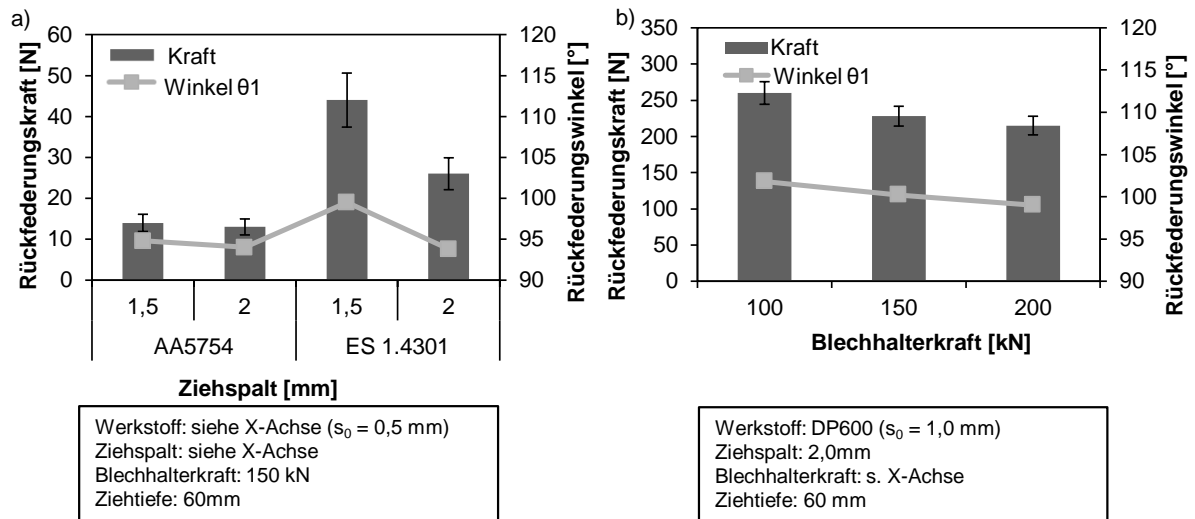 a)
Rückfederungskraft [N]
60
50
40
30
20
10
0
Kraft
Winkel θ1
120
115
110
105
100
95
90
Rückfederungswinkel [°]
1,5 2 1,5 2
AA5754 ES 1.4301
Ziehspalt [mm]
Werkstoff: siehe X-Achse (s₀ = 0,5 mm)
Ziehspalt: siehe X-Achse
Blechhalterkraft: 150 kN
Ziehtiefe: 60mm
b)
Rückfederungskraft [N]
350
300
250
200
150
100
50
0
Kraft
Winkel θ1
120
115
110
105
100
95
90
Rückfederungswinkel [°]
100 150 200
Blechhalterkraft [kN]
Werkstoff: DP600 (s₀ = 1,0 mm)
Ziehspalt: 2,0mm
Blechhalterkraft: s. X-Achse
Ziehtiefe: 60 mm